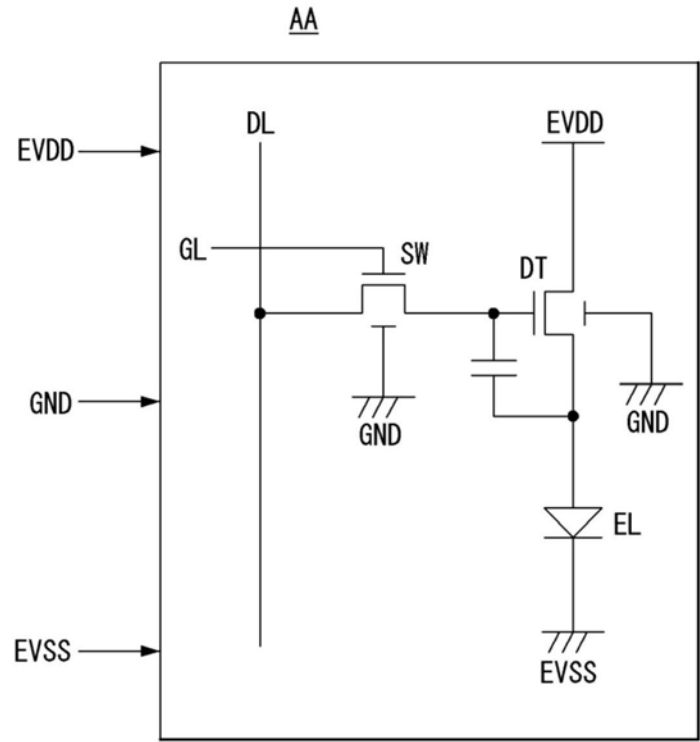 AA
EVDD
DL
EVDD
GL
SW
DT
GND
GND
GND
EL
EVSS
EVSS